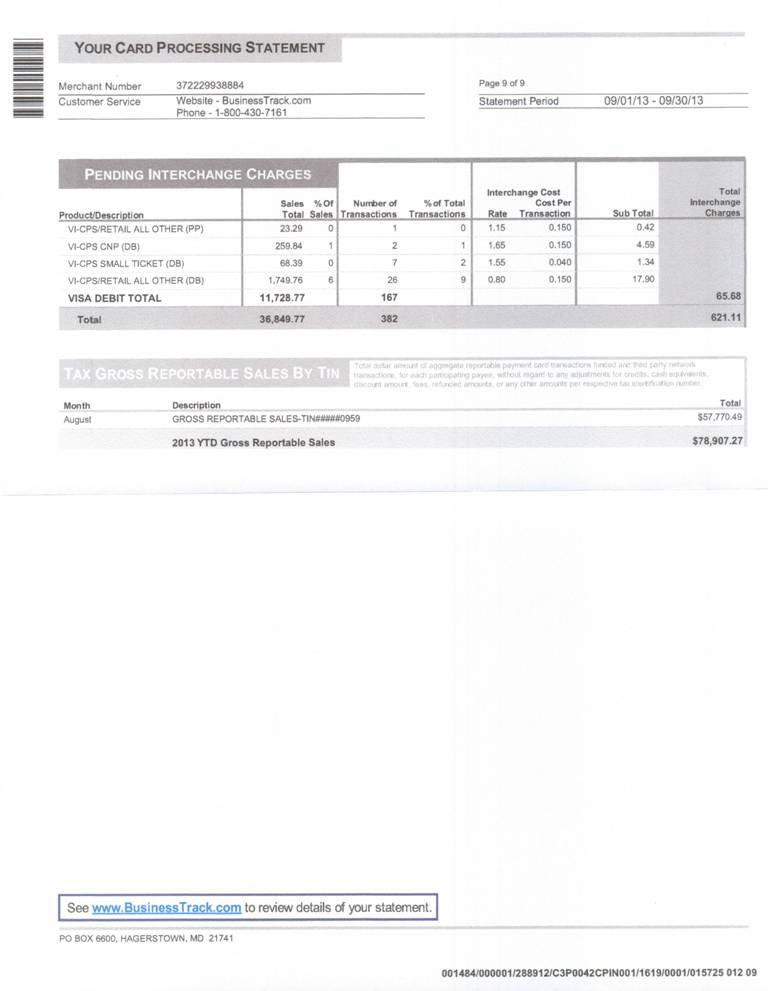 YOUR CARD PROCESSING STATEMENT
Merchant Number 372229938884
Customer Service Website - BusinessTrack.com
Phone - 1-800-430-7161
Page 9 of 9
Statement Period 09/01/13 - 09/30/13
PENDING INTERCHANGE CHARGES
Product/Description Sales Total % Of Sales Number of Transactions % of Total Transactions Interchange Cost Rate Cost Per Transaction Sub Total Total Interchange Charges
VI-CPS/RETAIL ALL OTHER (PP) 23.29 0 1 0 1.15 0.150 0.42
VI-CPS CNP (DB) 259.84 1 2 1 1.65 0.150 4.59
VI-CPS SMALL TICKET (DB) 68.39 0 7 2 1.55 0.040 1.34
VI-CPS/RETAIL ALL OTHER (DB) 1,749.76 6 26 9 0.80 0.150 17.90
VISA DEBIT TOTAL 11,728.77 167 65.68
Total 36,849.77 382 621.11
TAX GROSS REPORTABLE SALES BY TIN
Total dollar amount of aggregate reportable payment card transactions funded and third party network
transactions, for each participating payee, without regard to any adjustments for credits, cash equivalents,
discount amount, fees, refunded amounts, or any other amounts per respective tax identification number.
Month Description Total
August GROSS REPORTABLE SALES-TIN#####0959 $57,770.49
2013 YTD Gross Reportable Sales $78,907.27
See www.BusinessTrack.com to review details of your statement.
PO BOX 6600, HAGERSTOWN, MD 21741
001484/000001/288912/C3P0042CPIN001/1619/0001/015725 012 09